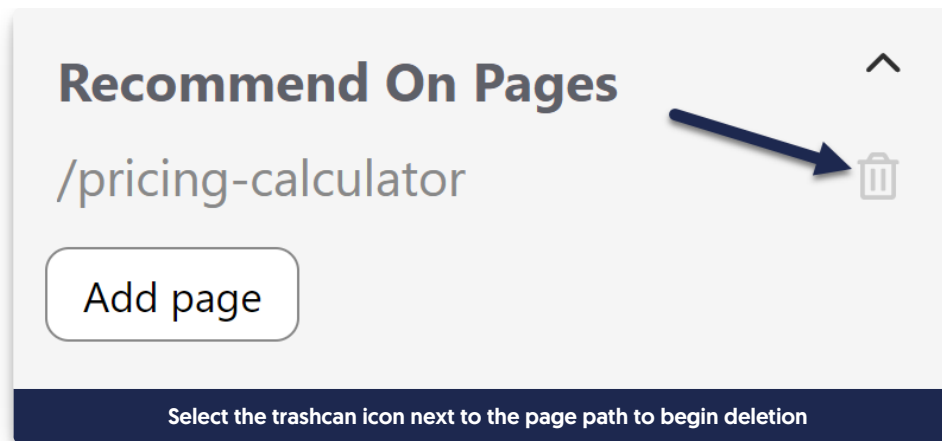 Recommend On Pages
/pricing-calculator
Add page
Select the trashcan icon next to the page path to begin deletion